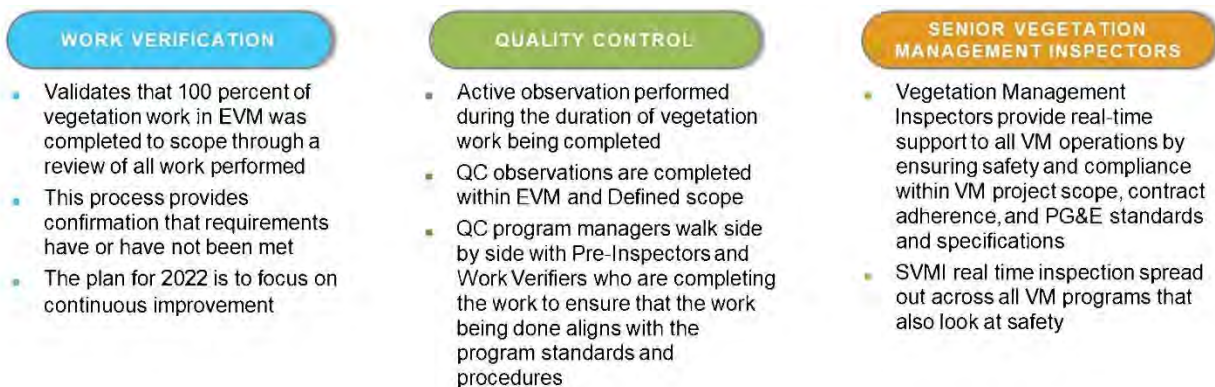 WORK VERIFICATION
Validates that 100 percent of
vegetation work in EVM was
completed to scope through a
review of all work performed
This process provides
confirmation that requirements
have or have not been met
The plan for 2022 is to focus on
continuous improvement
QUALITY CONTROL
Active observation performed
during the duration of vegetation
work being completed
QC observations are completed
within EVM and Defined scope
QC program managers walk side
by side with Pre-Inspectors and
Work Verifiers who are completing
the work to ensure that the work
being done aligns with the
program standards and
procedures
SENIOR VEGETATION
MANAGEMENT INSPECTORS
Vegetation Management
Inspectors provide real-time
support to all VM operations by
ensuring safety and compliance
within VM project scope, contract
adherence, and PG&E standards
and specifications
SVMI real time inspection spread
out across all VM programs that
also look at safety